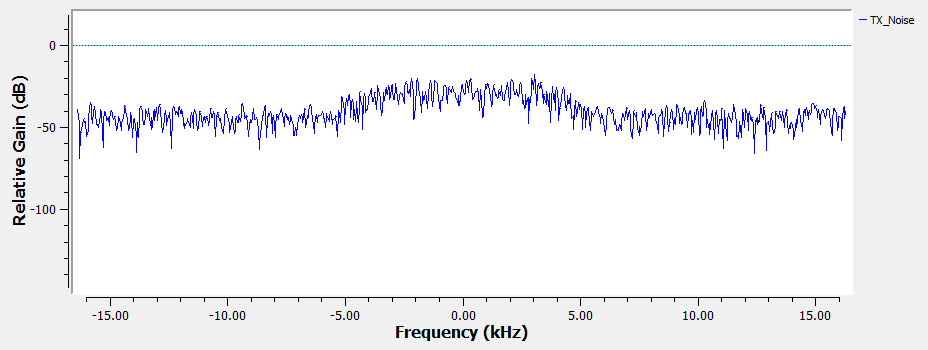 TX_Noise
Relative Gain (dB)
0
-50
-100
-15.00 -10.00 -5.00 0.00 5.00 10.00 15.00
Frequency (kHz)